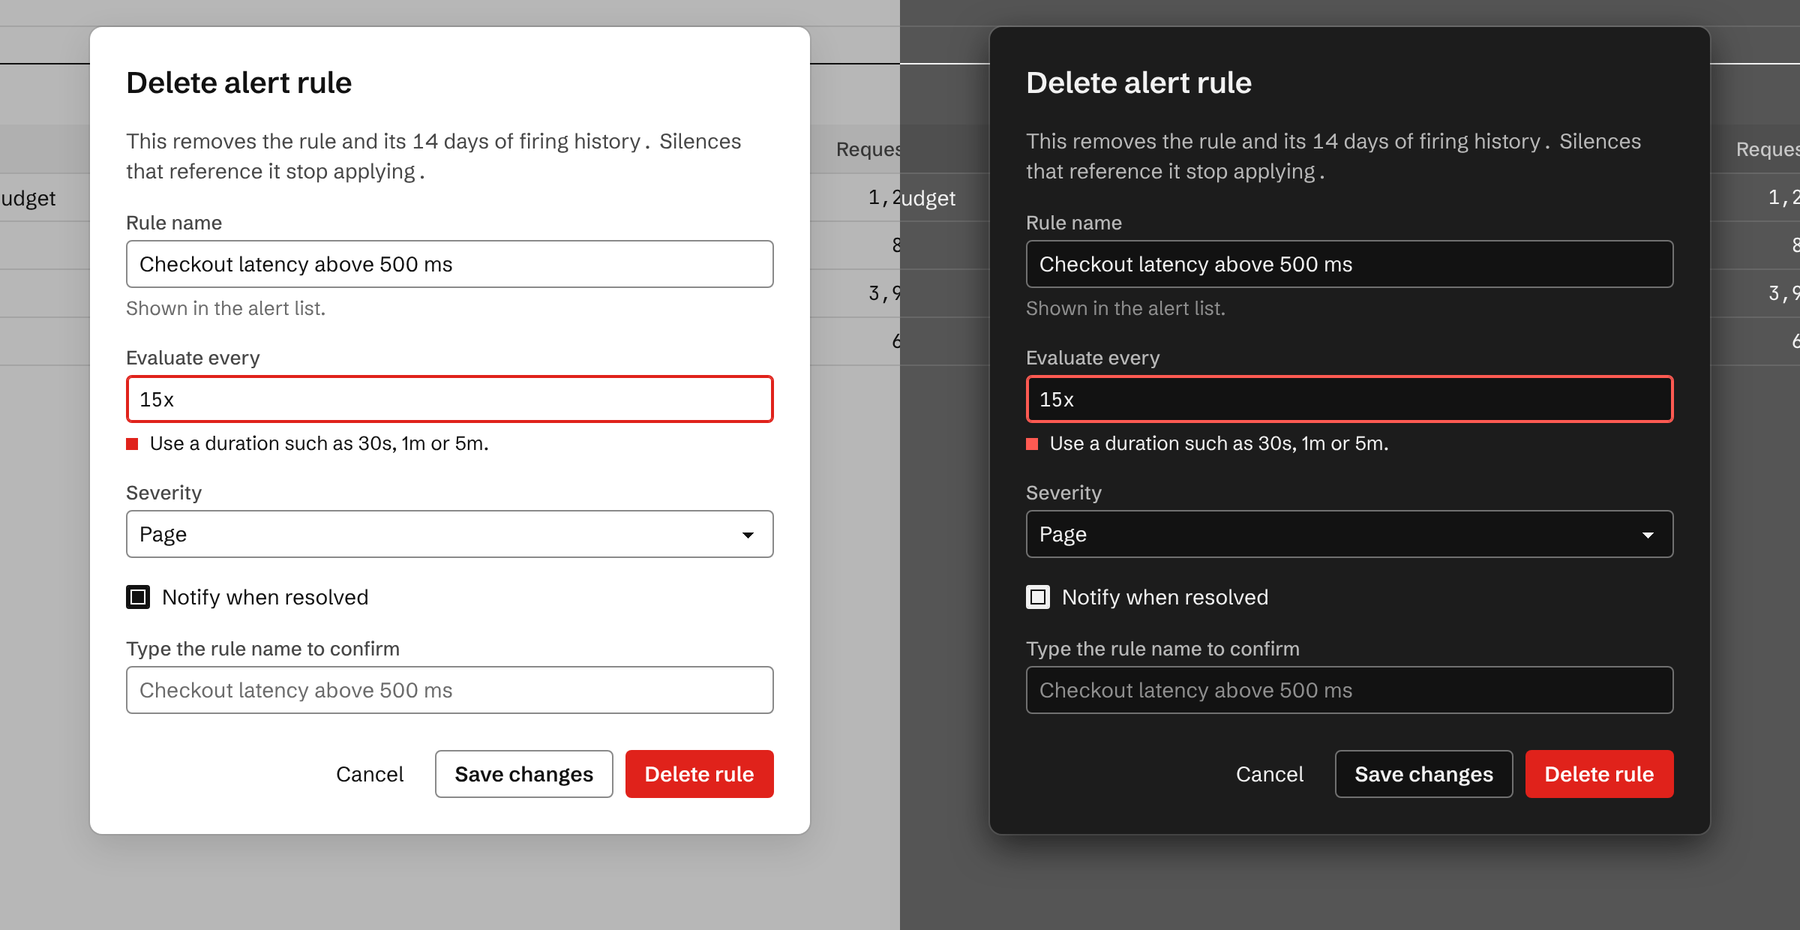 Delete alert rule
This removes the rule and its 14 days of firing history. Silences
that reference it stop applying.
Rule name
Checkout latency above 500 ms
Shown in the alert list.
Evaluate every
15x
Use a duration such as 30s, 1m or 5m.
Severity
Page
Notify when resolved
Type the rule name to confirm
Checkout latency above 500 ms
Cancel
Save changes
Delete rule
Delete alert rule
This removes the rule and its 14 days of firing history. Silences
that reference it stop applying.
Rule name
Checkout latency above 500 ms
Shown in the alert list.
Evaluate every
15x
Use a duration such as 30s, 1m or 5m.
Severity
Page
Notify when resolved
Type the rule name to confirm
Checkout latency above 500 ms
Cancel
Save changes
Delete rule